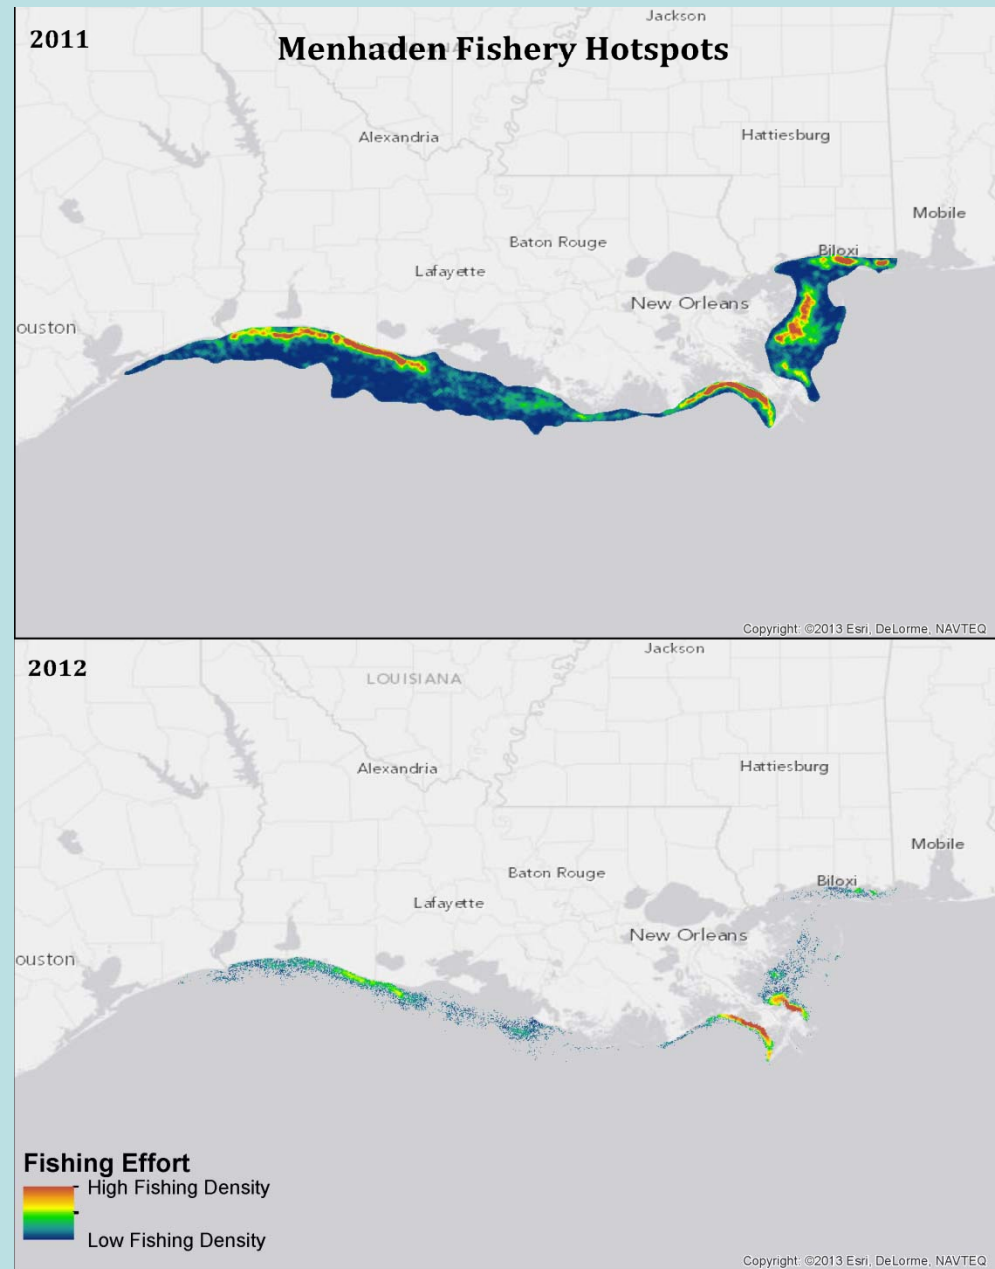 2011
Menhaden Fishery Hotspots
Jackson
Alexandria
Hattiesburg
Mobile
Biloxi
Baton Rouge
Lafayette
New Orleans
ouston
Copyright: ©2013 Esri, DeLorme, NAVTEQ
2012
Jackson
LOUISIANA
Alexandria
Hattiesburg
Mobile
Biloxi
Baton Rouge
Lafayette
New Orleans
ouston
Fishing Effort
High Fishing Density
Low Fishing Density
Copyright: ©2013 Esri, DeLorme, NAVTEQ